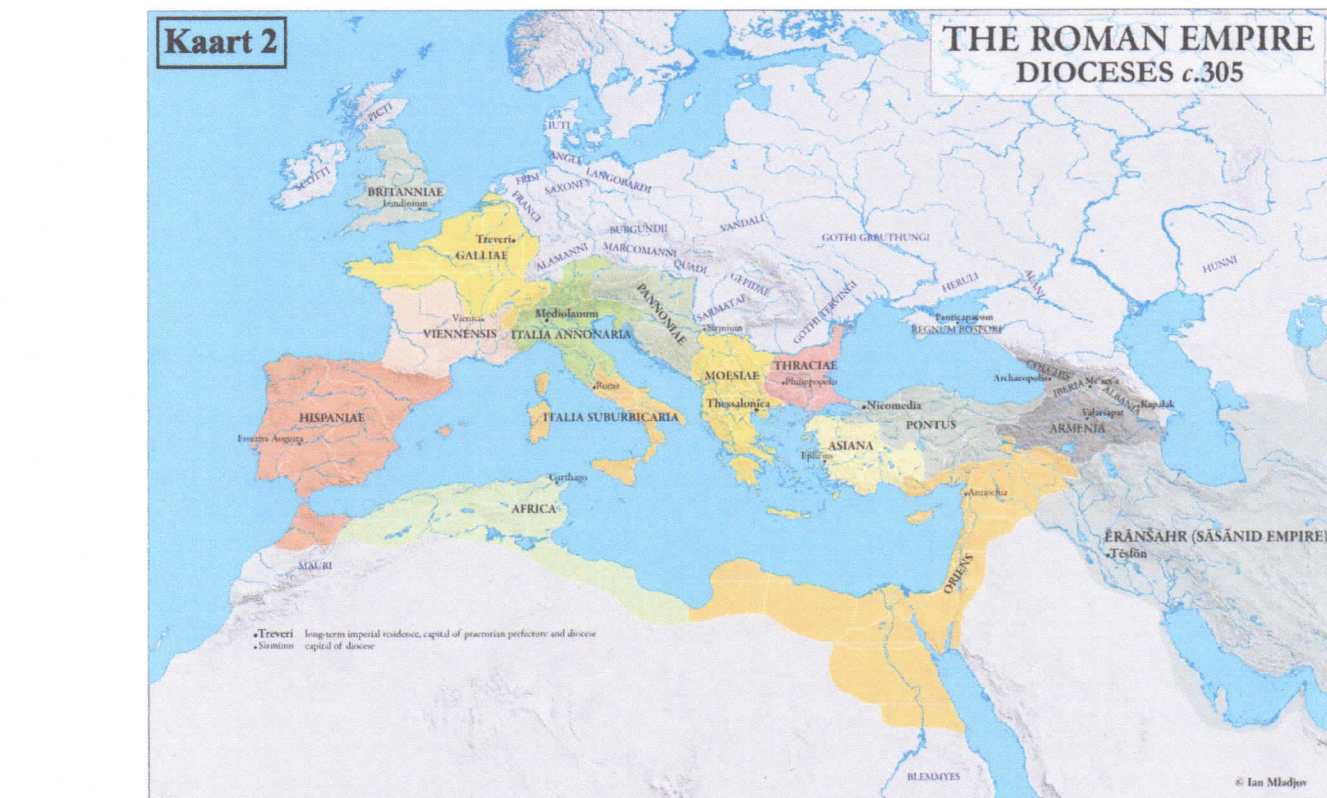 Kaart 2
THE ROMAN EMPIRE
DIOCESES c.305
PICTI
SCOTTI
BRITANNIAE
Londinium
IUTI
ANGLI
FRISI
SAXONES
LANGOBARDI
FRANCI
BURGUNDII
VANDALI
GOTHI GREUTHUNGI
ALAMANNI
MARCOMANNI
QUADI
GEPIDAE
SARMATAE
GOTHI TERVINGI
HERULI
ALANI
HUNNI
Treveri
GALLIAE
Vienna
VIENNENSIS
Mediolanum
ITALIA ANNONARIA
PANNONIAE
Sirmium
Panticapaeum
REGNUM BOSPORI
MOESIAE
THRACIAE
Philippopolis
Thessalonica
Roma
ITALIA SUBURBICARIA
HISPANIAE
Emerita Augusta
Nicomedia
PONTUS
ASIANA
Ephesus
COLCHIS
Archaeopolis
IBERIA
ALBANIA
Kapalak
Valarsapat
ARMENIA
Carthago
AFRICA
Antiochia
ORIENS
ĒRĀNŠAHR (SĀSĀNID EMPIRE)
Tēsfōn
MAURI
Treveri long-term imperial residence, capital of praetorian prefecture and diocese
Sirmium capital of diocese
BLEMMYES
© Ian Mladjov